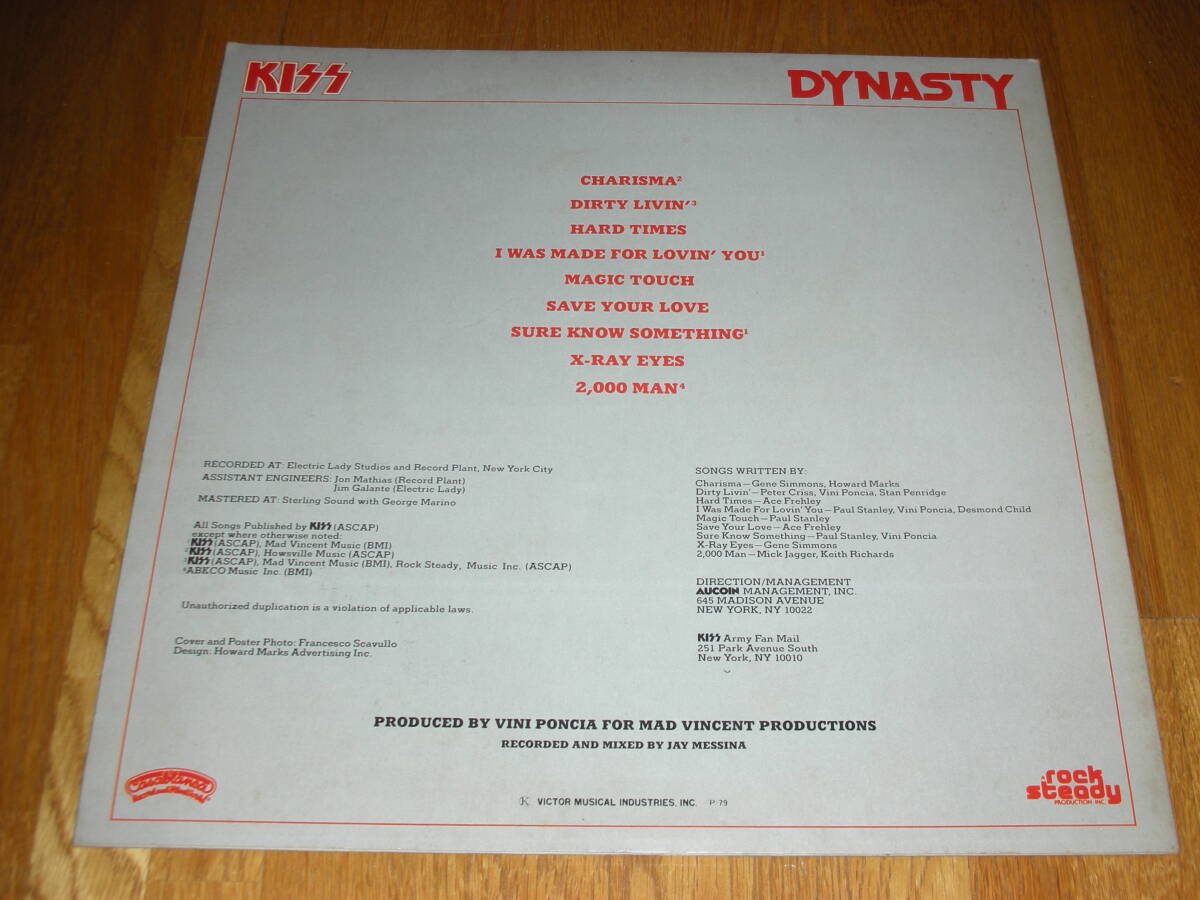 KISS
DYNASTY
CHARISMA²
DIRTY LIVIN'³
HARD TIMES
I WAS MADE FOR LOVIN' YOU¹
MAGIC TOUCH
SAVE YOUR LOVE
SURE KNOW SOMETHING¹
X-RAY EYES
2,000 MAN⁴
RECORDED AT: Electric Lady Studios and Record Plant, New York City
ASSISTANT ENGINEERS: Jon Mathias (Record Plant)
Jim Galante (Electric Lady)
MASTERED AT: Sterling Sound with George Marino
All Songs Published by KISS (ASCAP)
except where otherwise noted:
¹KISS (ASCAP), Mad Vincent Music (BMI)
²KISS (ASCAP), Howsville Music (ASCAP)
³KISS (ASCAP), Mad Vincent Music (BMI), Rock Steady, Music Inc. (ASCAP)
⁴ABKCO Music Inc. (BMI)
Unauthorized duplication is a violation of applicable laws.
Cover and Poster Photo: Francesco Scavullo
Design: Howard Marks Advertising Inc.
SONGS WRITTEN BY:
Charisma—Gene Simmons, Howard Marks
Dirty Livin'—Peter Criss, Vini Poncia, Stan Penridge
Hard Times—Ace Frehley
I Was Made For Lovin' You—Paul Stanley, Vini Poncia, Desmond Child
Magic Touch—Paul Stanley
Save Your Love—Ace Frehley
Sure Know Something—Paul Stanley, Vini Poncia
X-Ray Eyes—Gene Simmons
2,000 Man—Mick Jagger, Keith Richards
DIRECTION/MANAGEMENT
AUCOIN MANAGEMENT, INC.
645 MADISON AVENUE
NEW YORK, NY 10022
KISS Army Fan Mail
251 Park Avenue South
New York, NY 10010
PRODUCED BY VINI PONCIA FOR MAD VINCENT PRODUCTIONS
RECORDED AND MIXED BY JAY MESSINA
Casablanca
K VICTOR MUSICAL INDUSTRIES, INC. P·79
rock
steady
PRODUCTION INC.